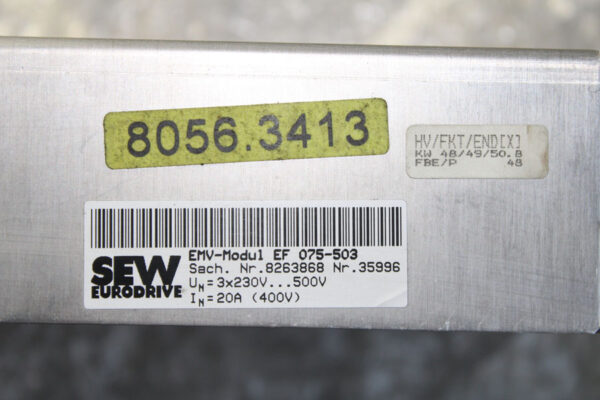 8056.3413
HV/FKT/END[X]
KW 48/49/50.8
FBE/P 48
SEW
EURODRIVE
EMV-Modul EF 075-503
Sach. Nr.8263868 Nr.35996
UN=3x230V...500V
IN=20A (400V)